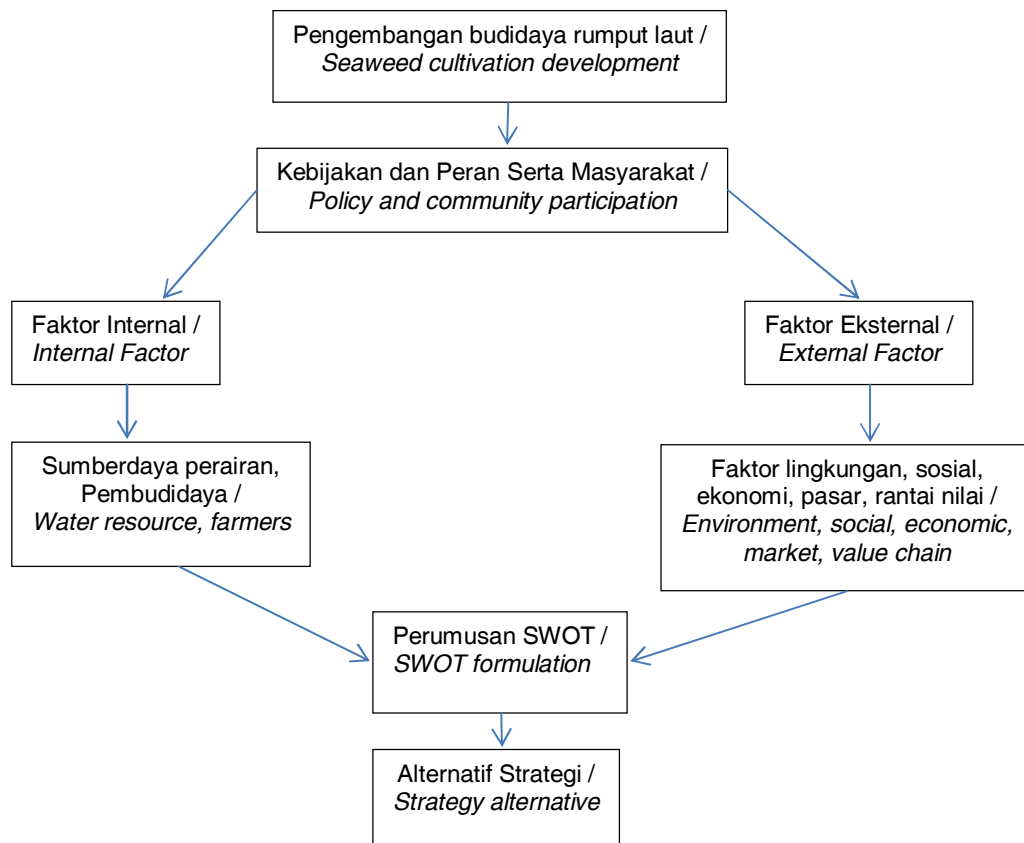 Pengembangan budidaya rumput laut /
Seaweed cultivation development
Kebijakan dan Peran Serta Masyarakat /
Policy and community participation
Faktor Internal /
Internal Factor
Faktor Eksternal /
External Factor
Sumberdaya perairan,
Pembudidaya /
Water resource, farmers
Faktor lingkungan, sosial,
ekonomi, pasar, rantai nilai /
Environment, social, economic,
market, value chain
Perumusan SWOT /
SWOT formulation
Alternatif Strategi /
Strategy alternative